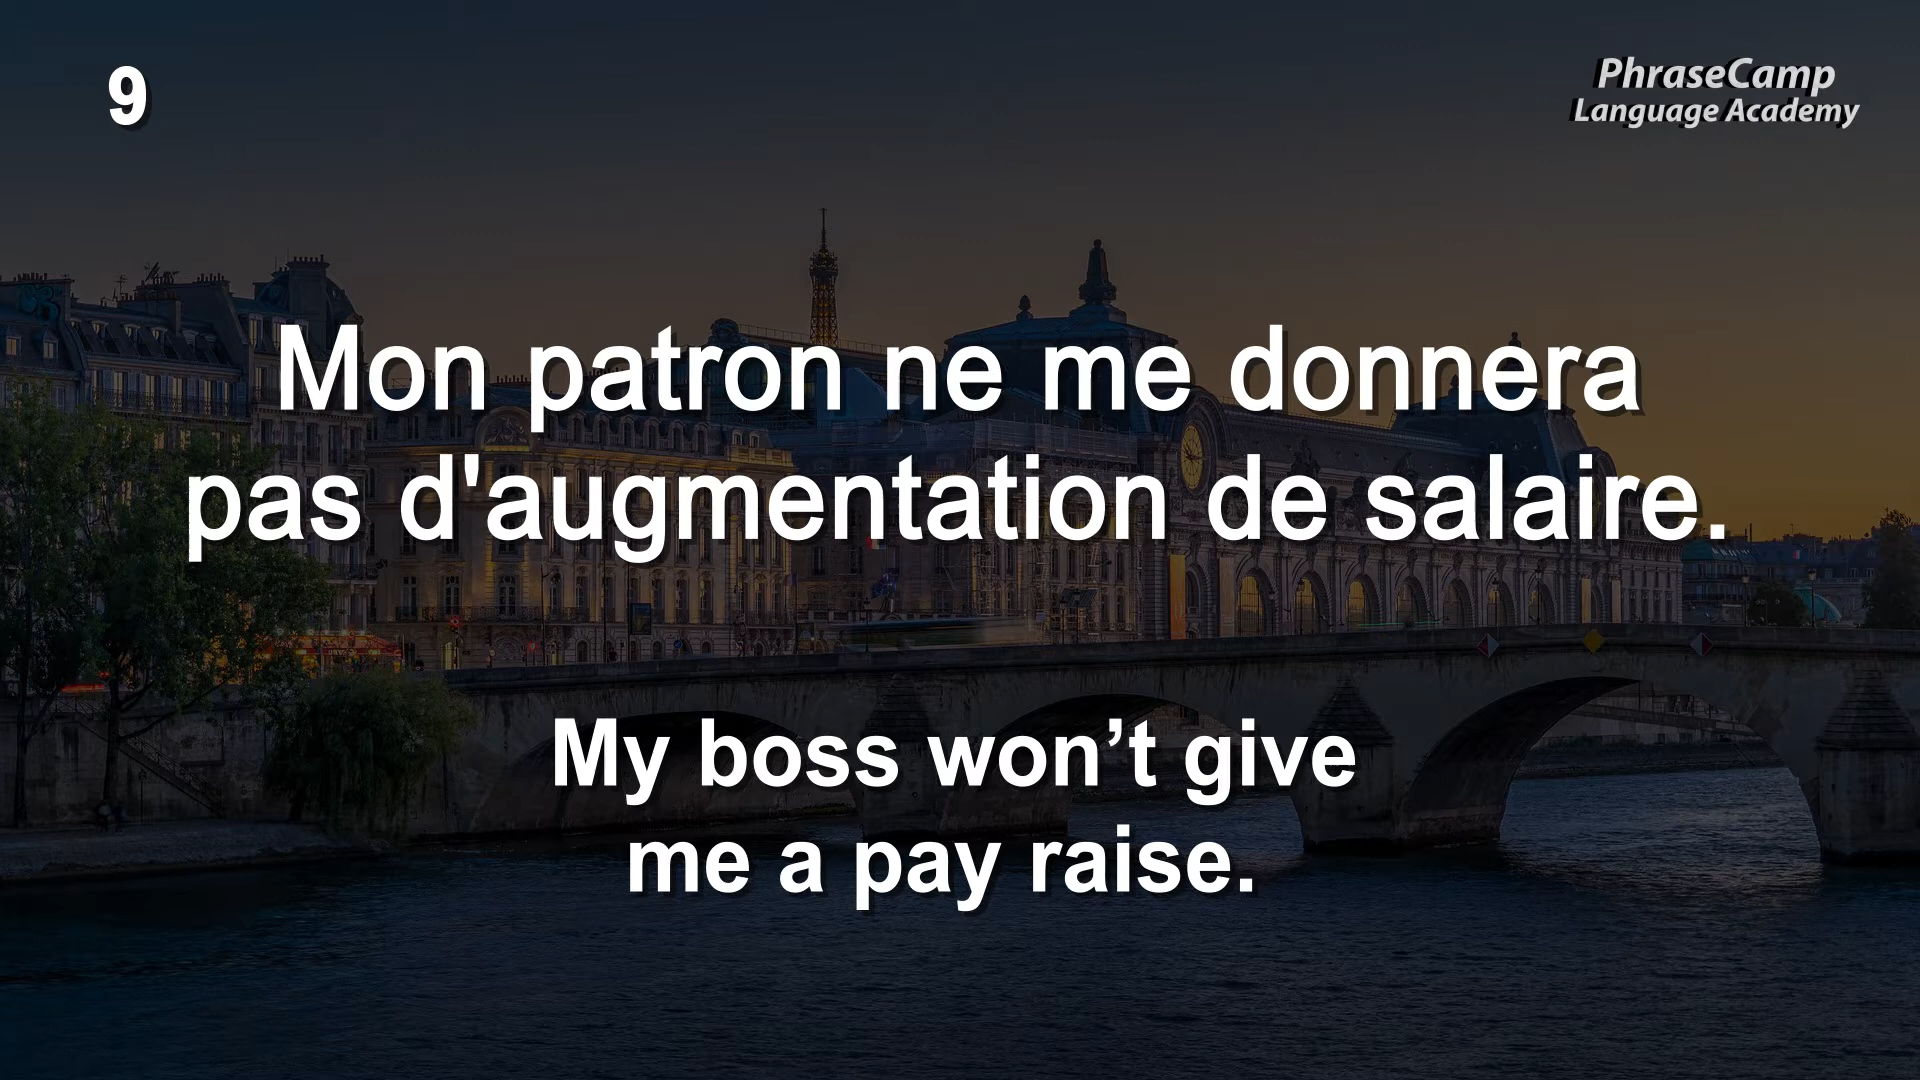 9
PhraseCamp
Language Academy
Mon patron ne me donnera
pas d'augmentation de salaire.
My boss won’t give
me a pay raise.